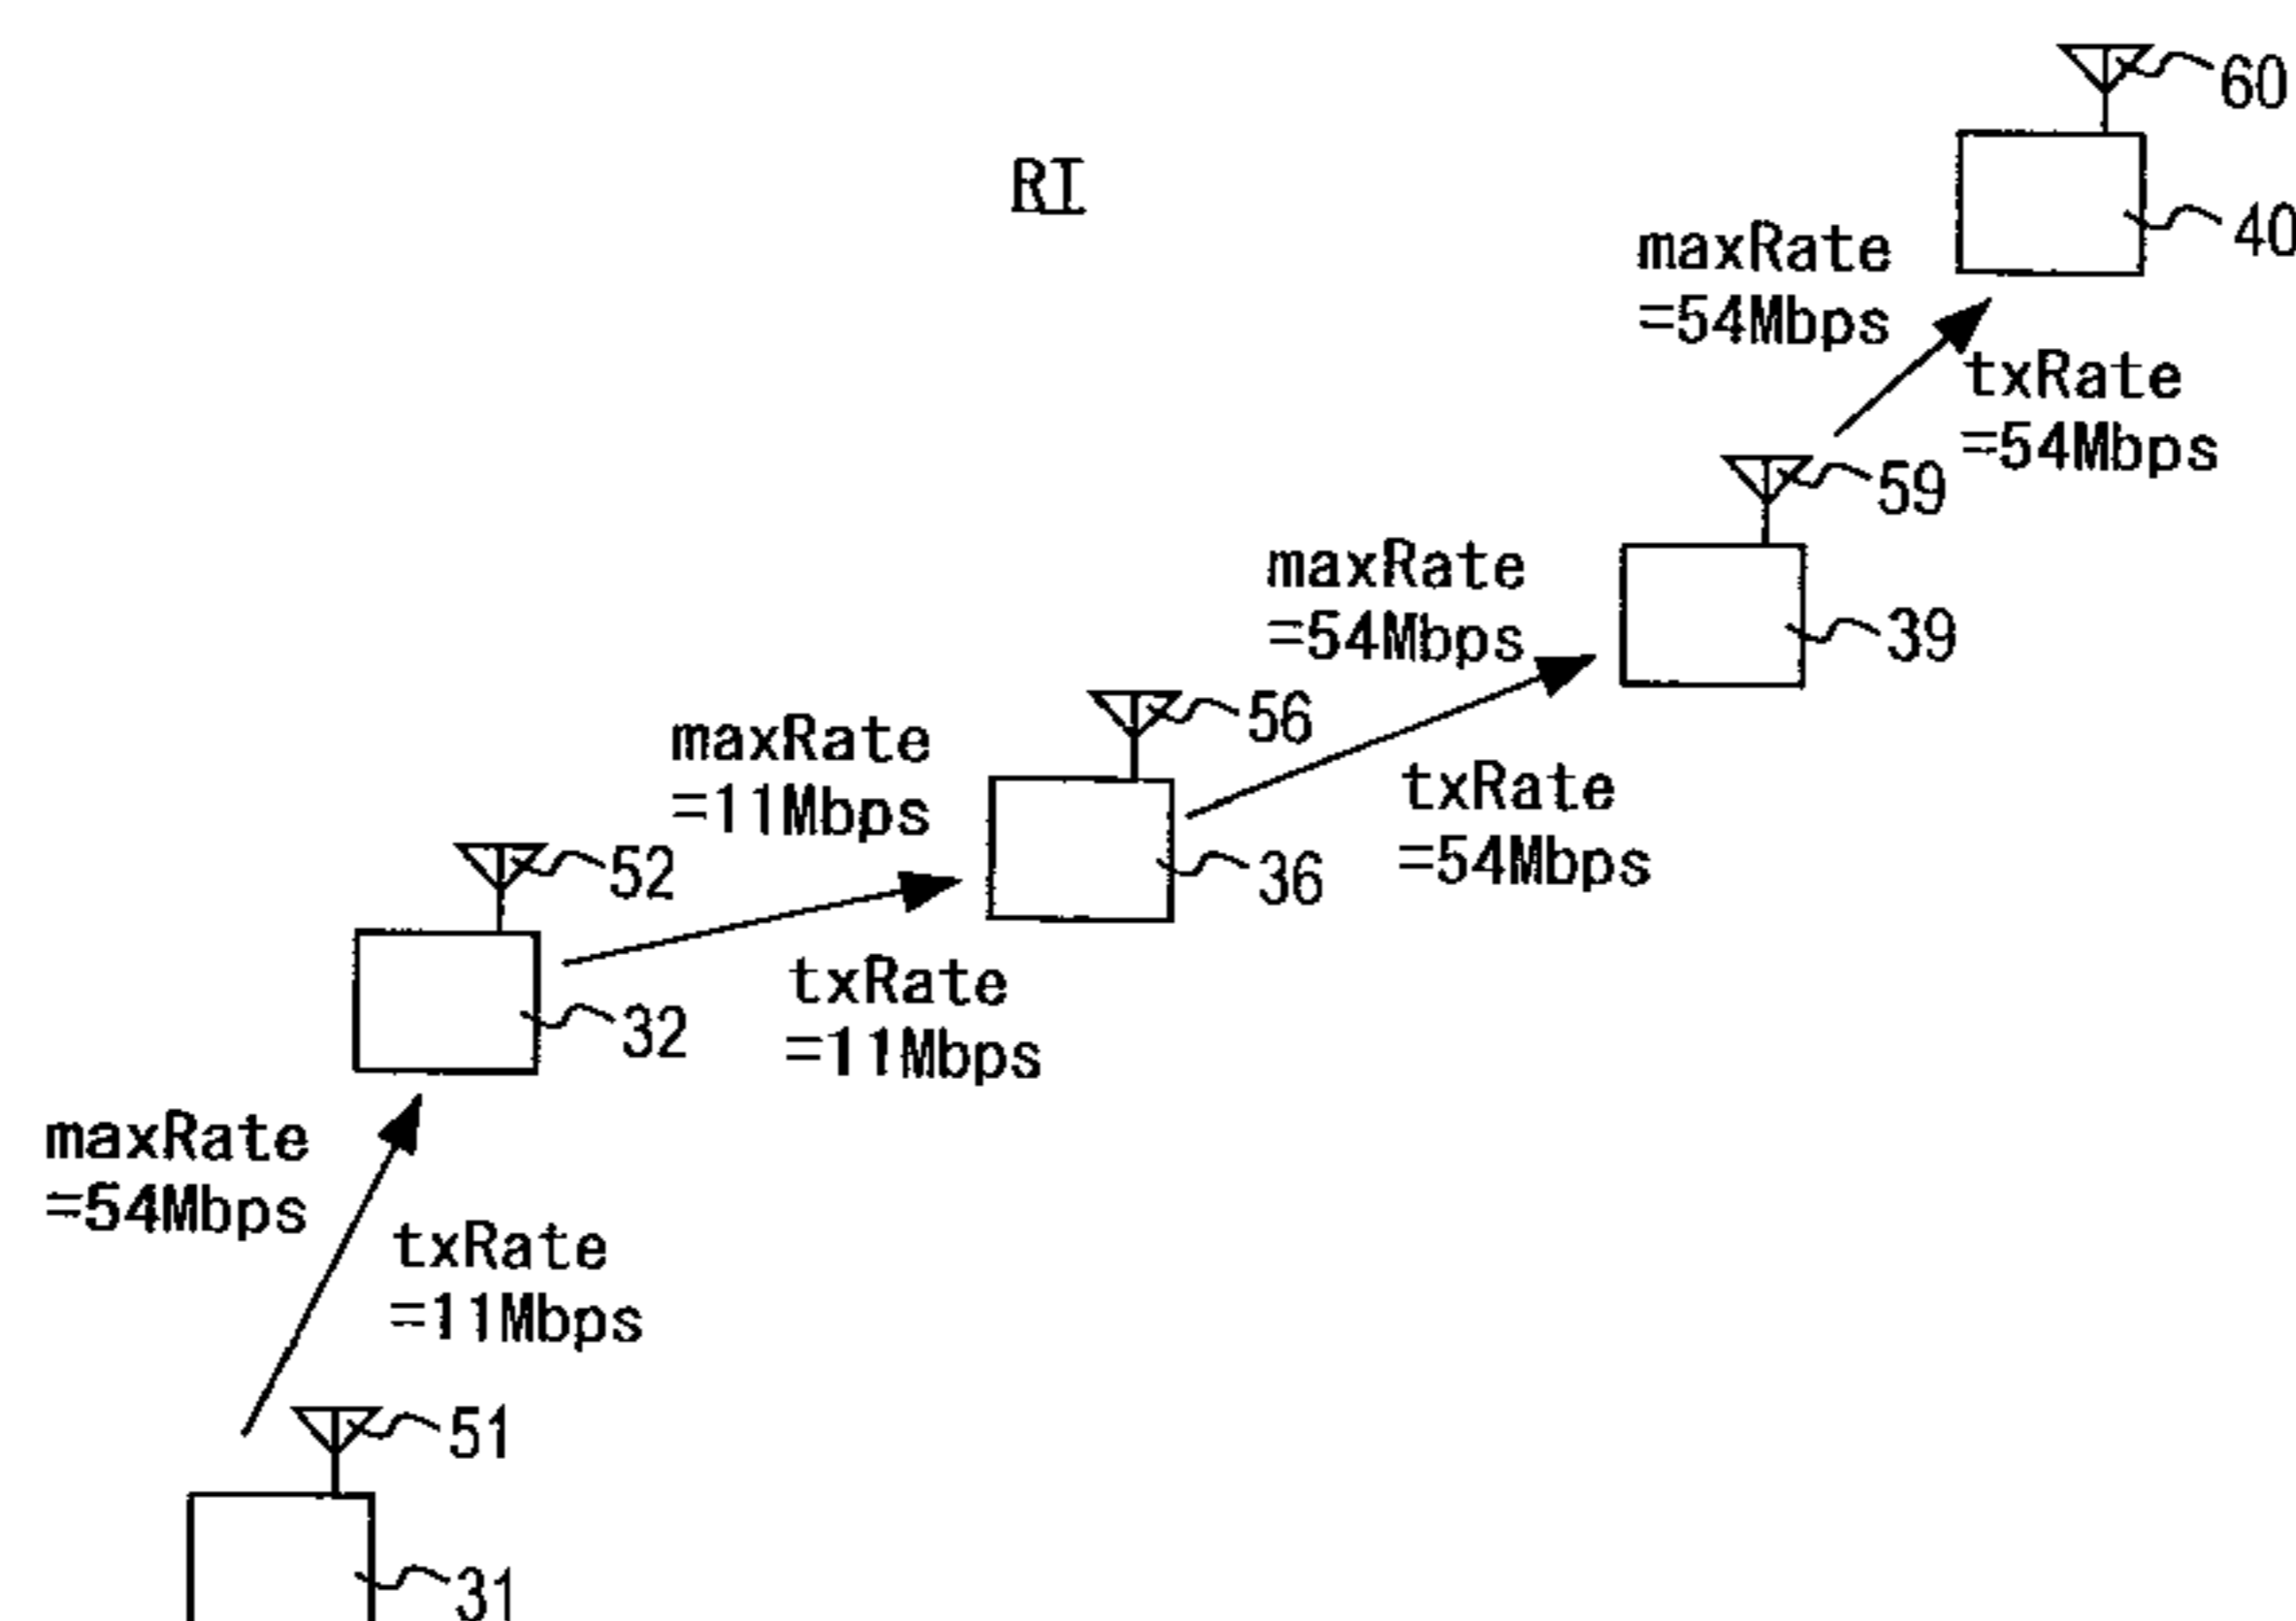 60
RI
40
maxRate
=54Mbps
txRate
=54Mbps
59
maxRate
=54Mbps
39
56
maxRate
=11Mbps
txRate
=54Mbps
52
36
txRate
=11Mbps
32
maxRate
=54Mbps
txRate
=11Mbps
51
31